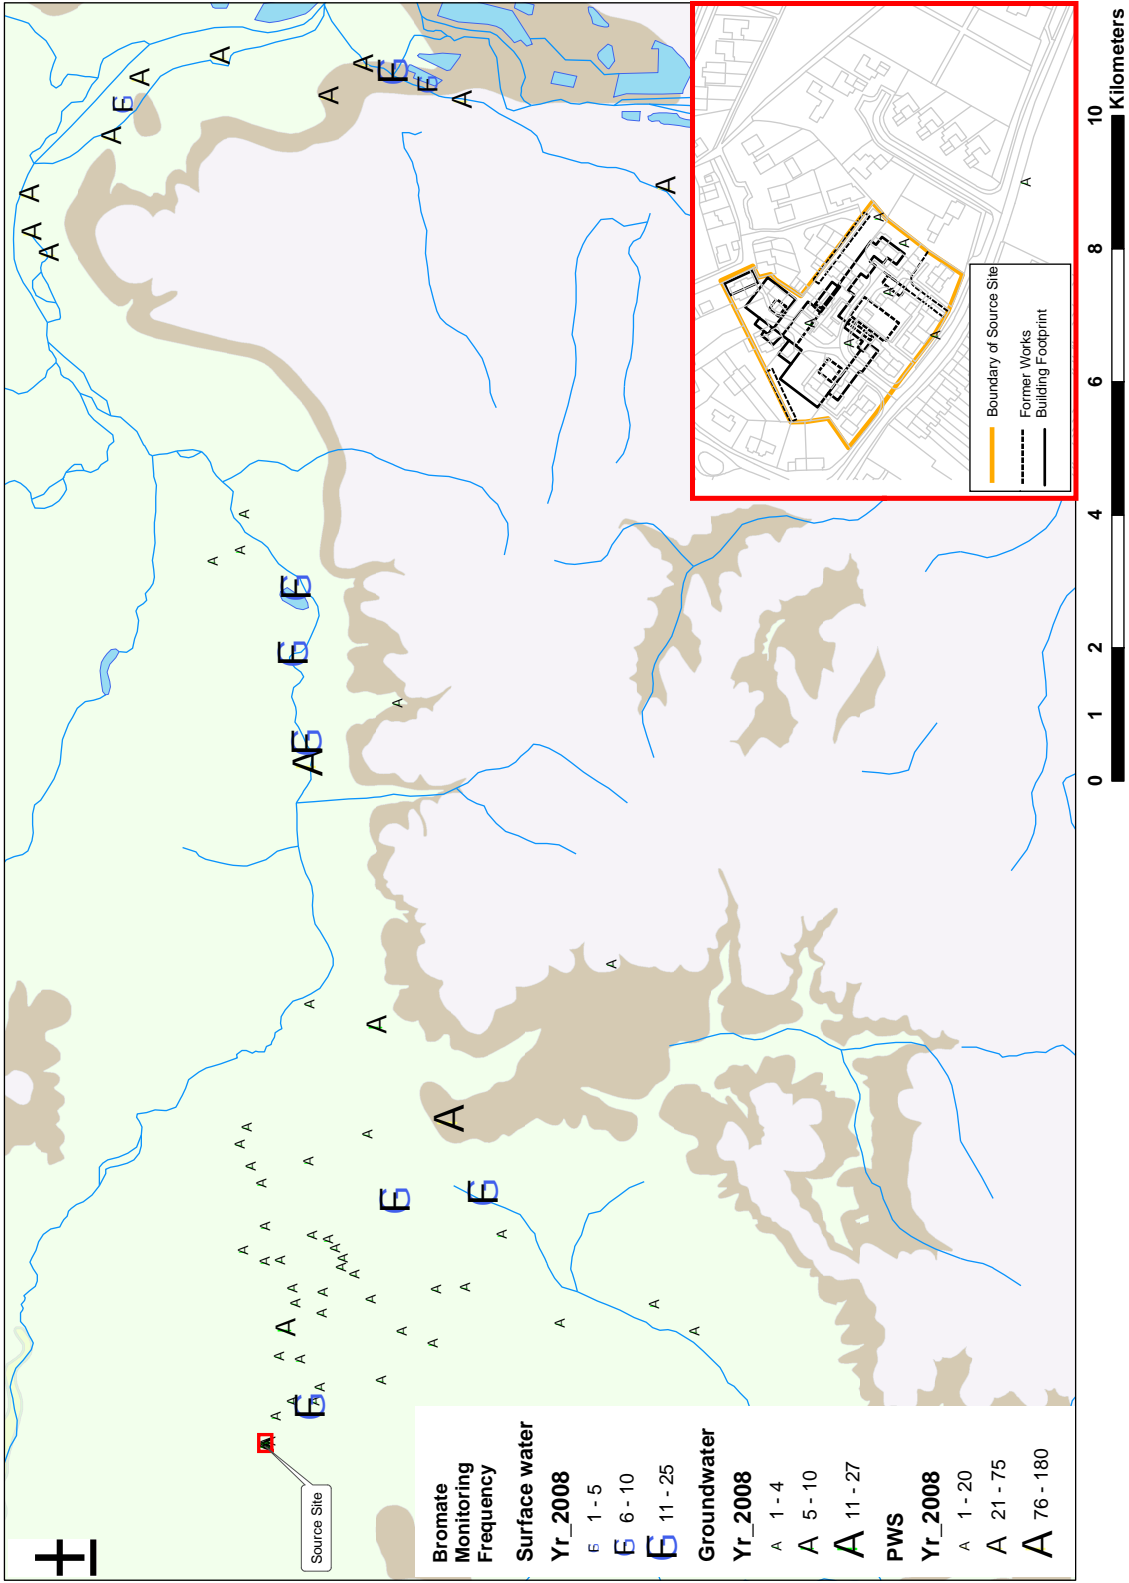 Source Site
Bromate
Monitoring
Frequency
Surface water
Yr_2008
1 - 5
6 - 10
11 - 25
Groundwater
Yr_2008
A 1 - 4
A 5 - 10
A 11 - 27
PWS
Yr_2008
A 1 - 20
A 21 - 75
A 76 - 180
Boundary of Source Site
Former Works
Building Footprint
0 1 2 4 6 8 10
Kilometers